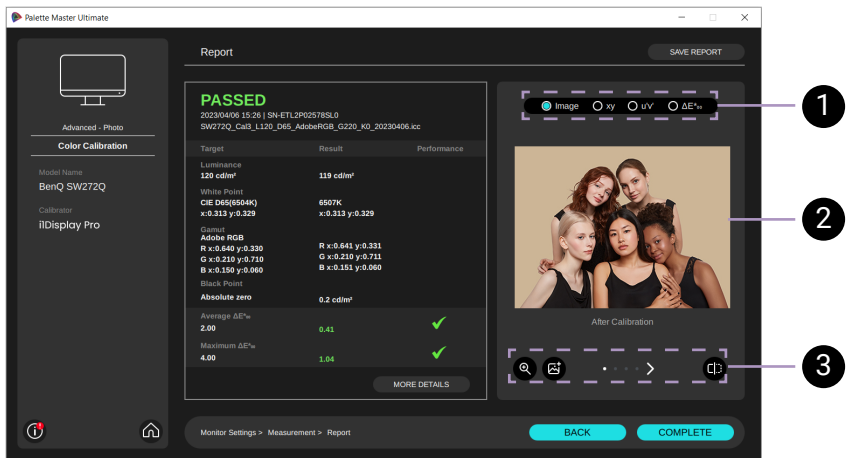 Palette Master Ultimate
Advanced - Photo
Color Calibration
Model Name
BenQ SW272Q
Calibrator
i1Display Pro
Report
SAVE REPORT
PASSED
2023/04/06 15:26 | SN-ETL2P02578SL0
SW272Q_Cal3_L120_D65_AdobeRGB_G220_K0_20230406.icc
Target Result Performance
Luminance
120 cd/m² 119 cd/m²
White Point
CIE D65(6504K) 6507K
x:0.313 y:0.329 x:0.313 y:0.329
Gamut
Adobe RGB
R x:0.640 y:0.330 R x:0.641 y:0.331
G x:0.210 y:0.710 G x:0.210 y:0.711
B x:0.150 y:0.060 B x:0.151 y:0.060
Black Point
Absolute zero 0.2 cd/m²
Average ΔE*₀₀
2.00 0.41
Maximum ΔE*₀₀
4.00 1.04
MORE DETAILS
Image xy u'v' ΔE*₀₀
After Calibration
1
2
3
Monitor Settings > Measurement > Report
BACK
COMPLETE